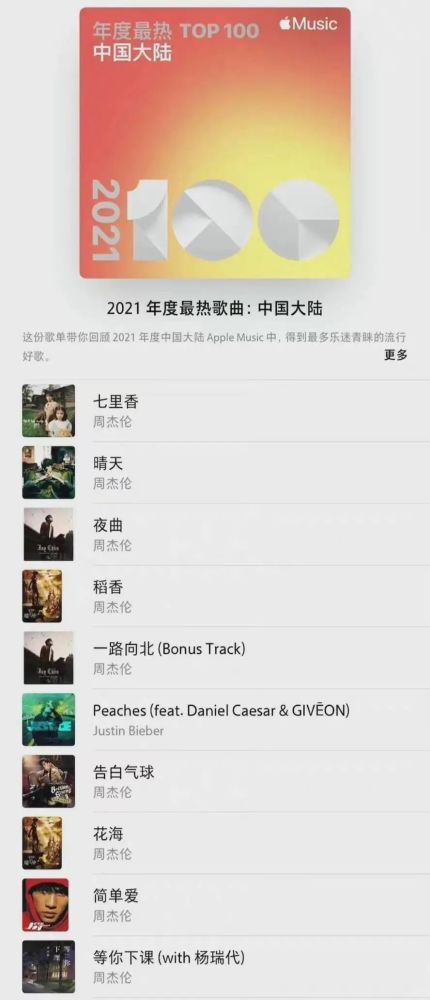 年度最热 TOP 100
Music
中国大陆
2021
100
2021 年度最热歌曲：中国大陆
这份歌单带你回顾 2021 年度中国大陆 Apple Music 中，得到最多乐迷青睐的流行
好歌。
更多
七里香
周杰伦
晴天
周杰伦
夜曲
周杰伦
稻香
周杰伦
一路向北 (Bonus Track)
周杰伦
Peaches (feat. Daniel Caesar & GIVĒON)
Justin Bieber
告白气球
周杰伦
花海
周杰伦
简单爱
周杰伦
等你下课 (with 杨瑞代)
周杰伦